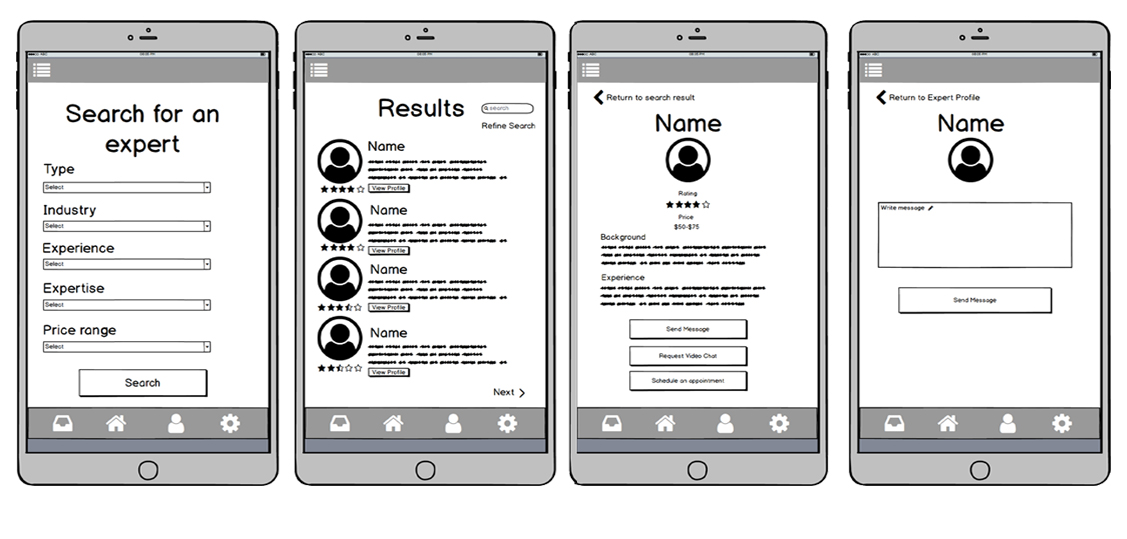 Search for an
expert
Type
Select
Industry
Select
Experience
Select
Expertise
Select
Price range
Select
Search
Results
search
Refine Search
Name
View Profile
Name
View Profile
Name
View Profile
Name
View Profile
Next
Return to search result
Name
Rating
Price
$50-$75
Background
Experience
Send Message
Request Video Chat
Schedule an appointment
Return to Expert Profile
Name
Write message
Send Message